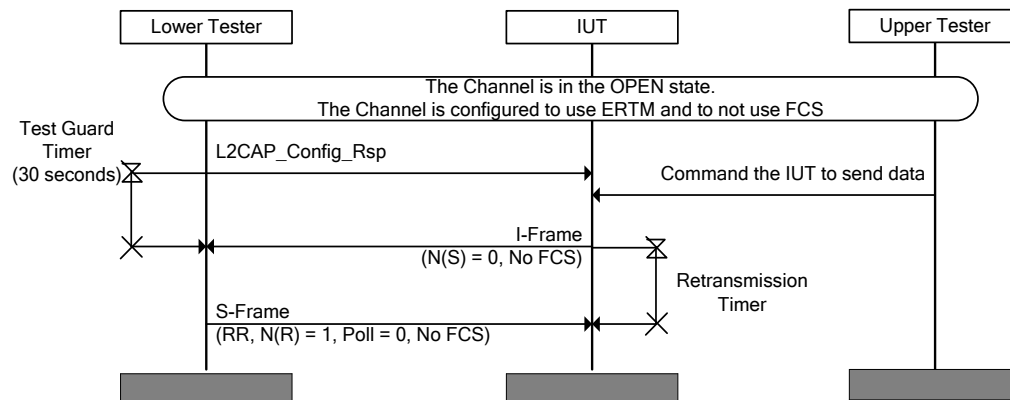 Lower Tester
IUT
Upper Tester
The Channel is in the OPEN state.
The Channel is configured to use ERTM and to not use FCS
Test Guard
Timer
(30 seconds)
L2CAP_Config_Rsp
Command the IUT to send data
I-Frame
(N(S) = 0, No FCS)
Retransmission
Timer
S-Frame
(RR, N(R) = 1, Poll = 0, No FCS)